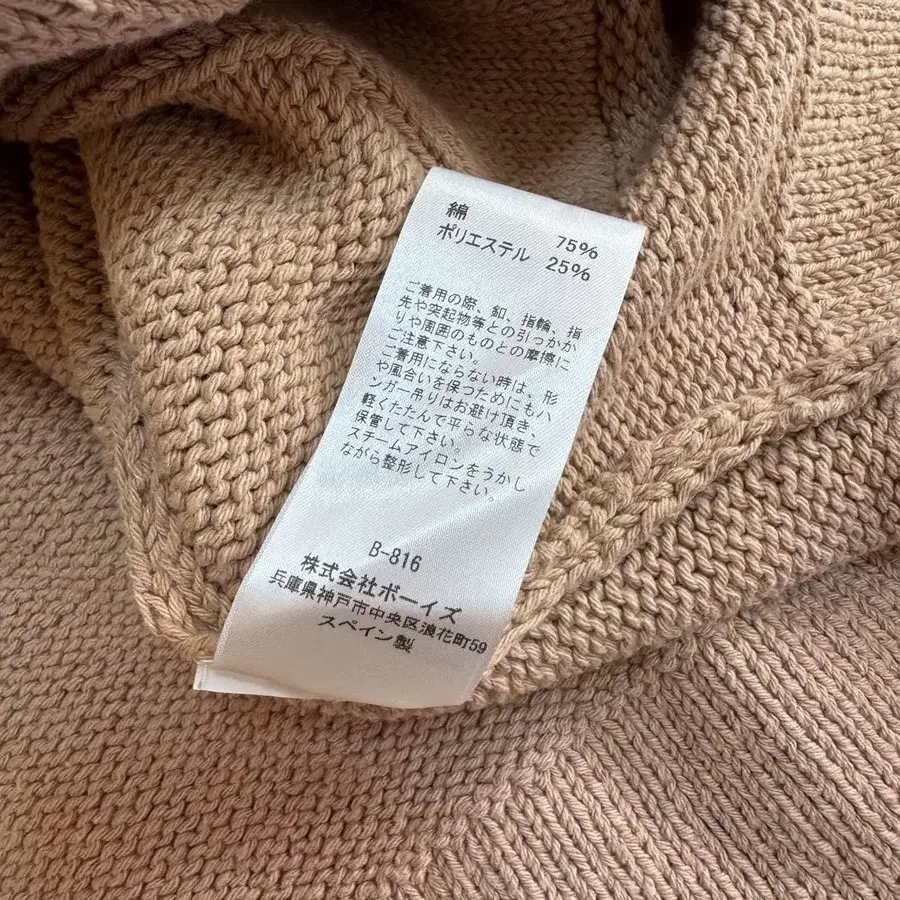 綿 75%
ポリエステル 25%
ご着用の際、釦、指輪、指
先や突起物等との引っかか
りや周囲のものとの摩擦に
ご注意下さい。
ご着用にならない時は、形
や風合いを保つためにもハ
ンガー吊りはお避け頂き、
軽くたたんで平らな状態で
保管して下さい。
スチームアイロンをうかし
ながら整形して下さい。
B-816
株式会社ボーイズ
兵庫県神戸市中央区浪花町59
スペイン製